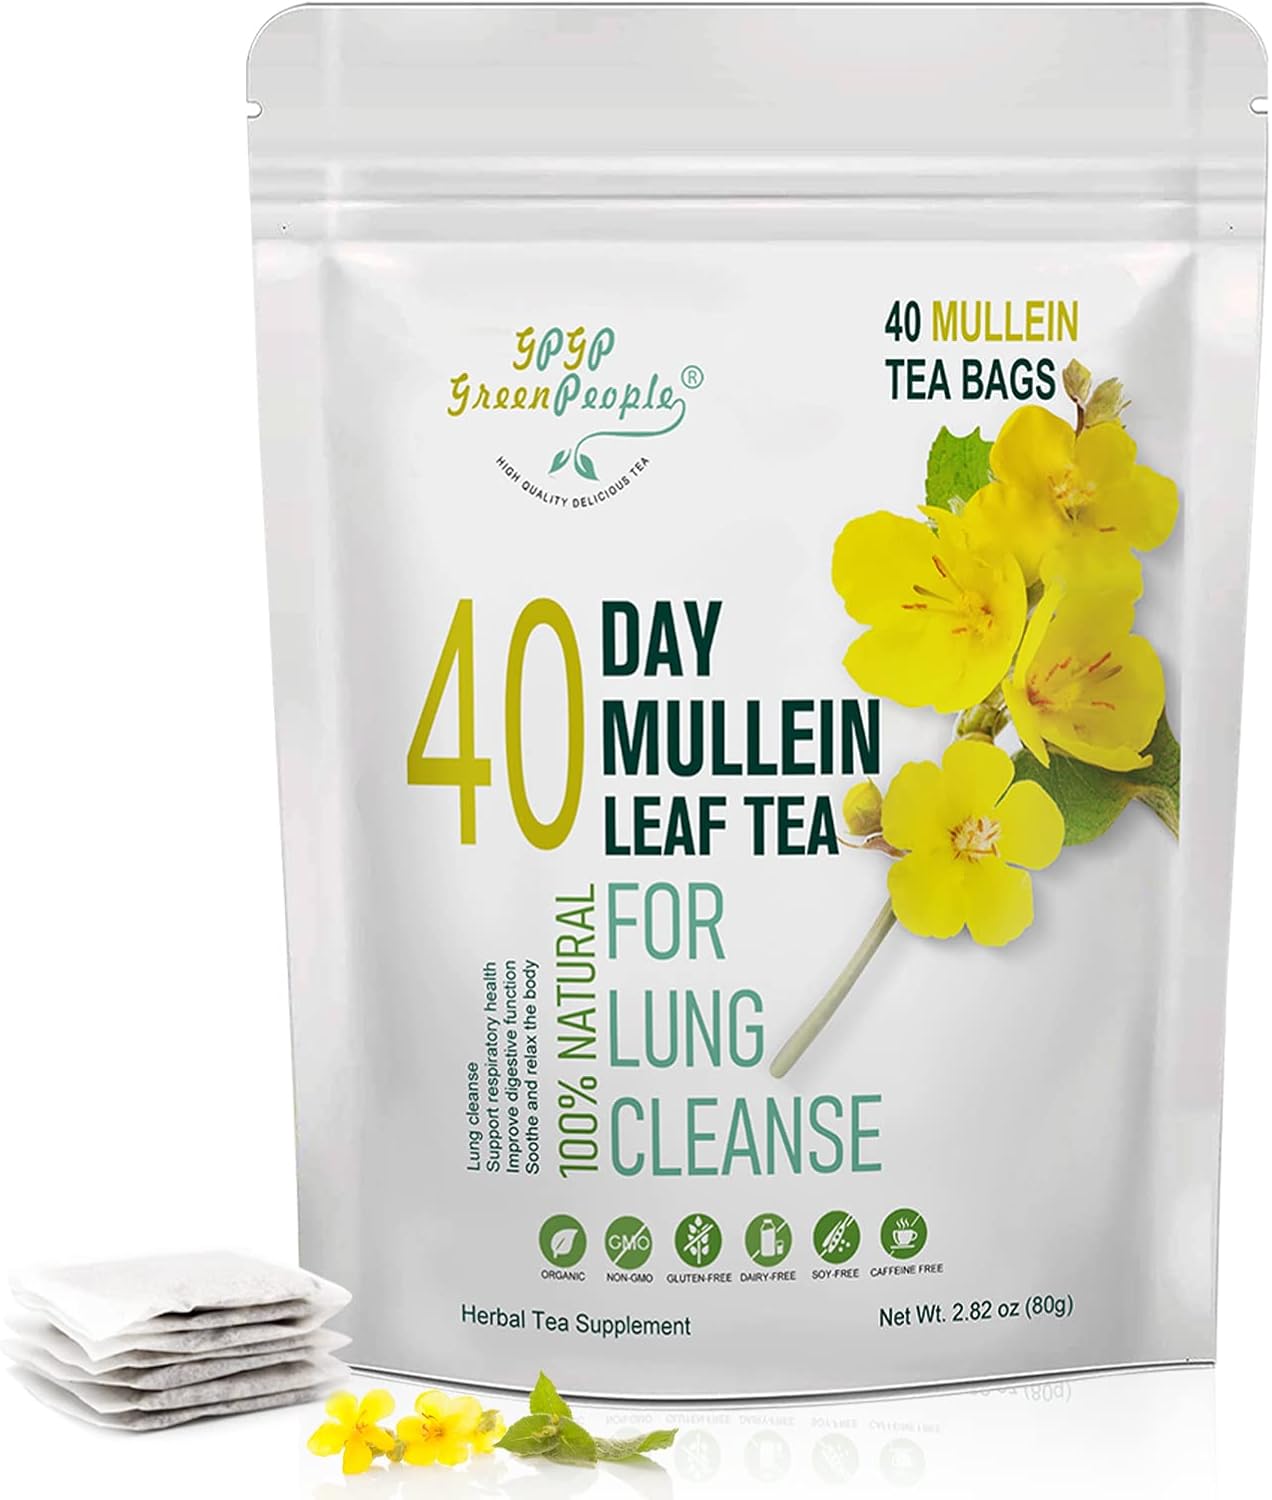 GPGP
GreenPeople®
HIGH QUALITY DELICIOUS TEA
40 MULLEIN
TEA BAGS
40
DAY
MULLEIN
LEAF TEA
100% NATURAL
FOR
LUNG
CLEANSE
Lung cleanse
Support respiratory health
Improve digestive function
Soothe and relax the body
GMO
ORGANIC
NON-GMO
GLUTEN-FREE
DAIRY-FREE
SOY-FREE
CAFFEINE FREE
Herbal Tea Supplement
Net Wt. 2.82 oz (80g)